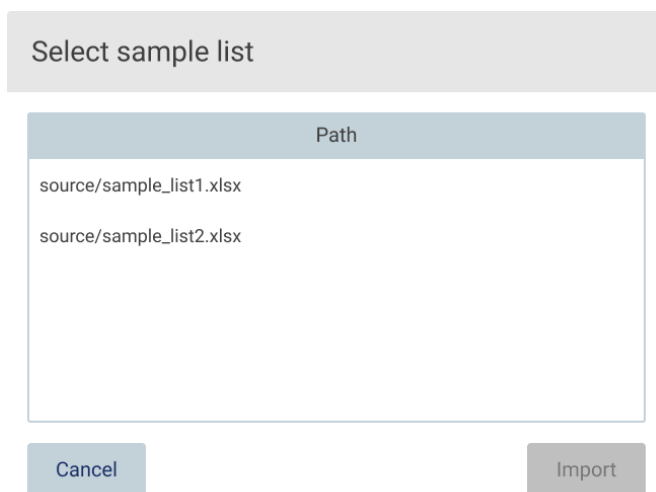 Select sample list
Path
source/sample_list1.xlsx
source/sample_list2.xlsx
Cancel
Import